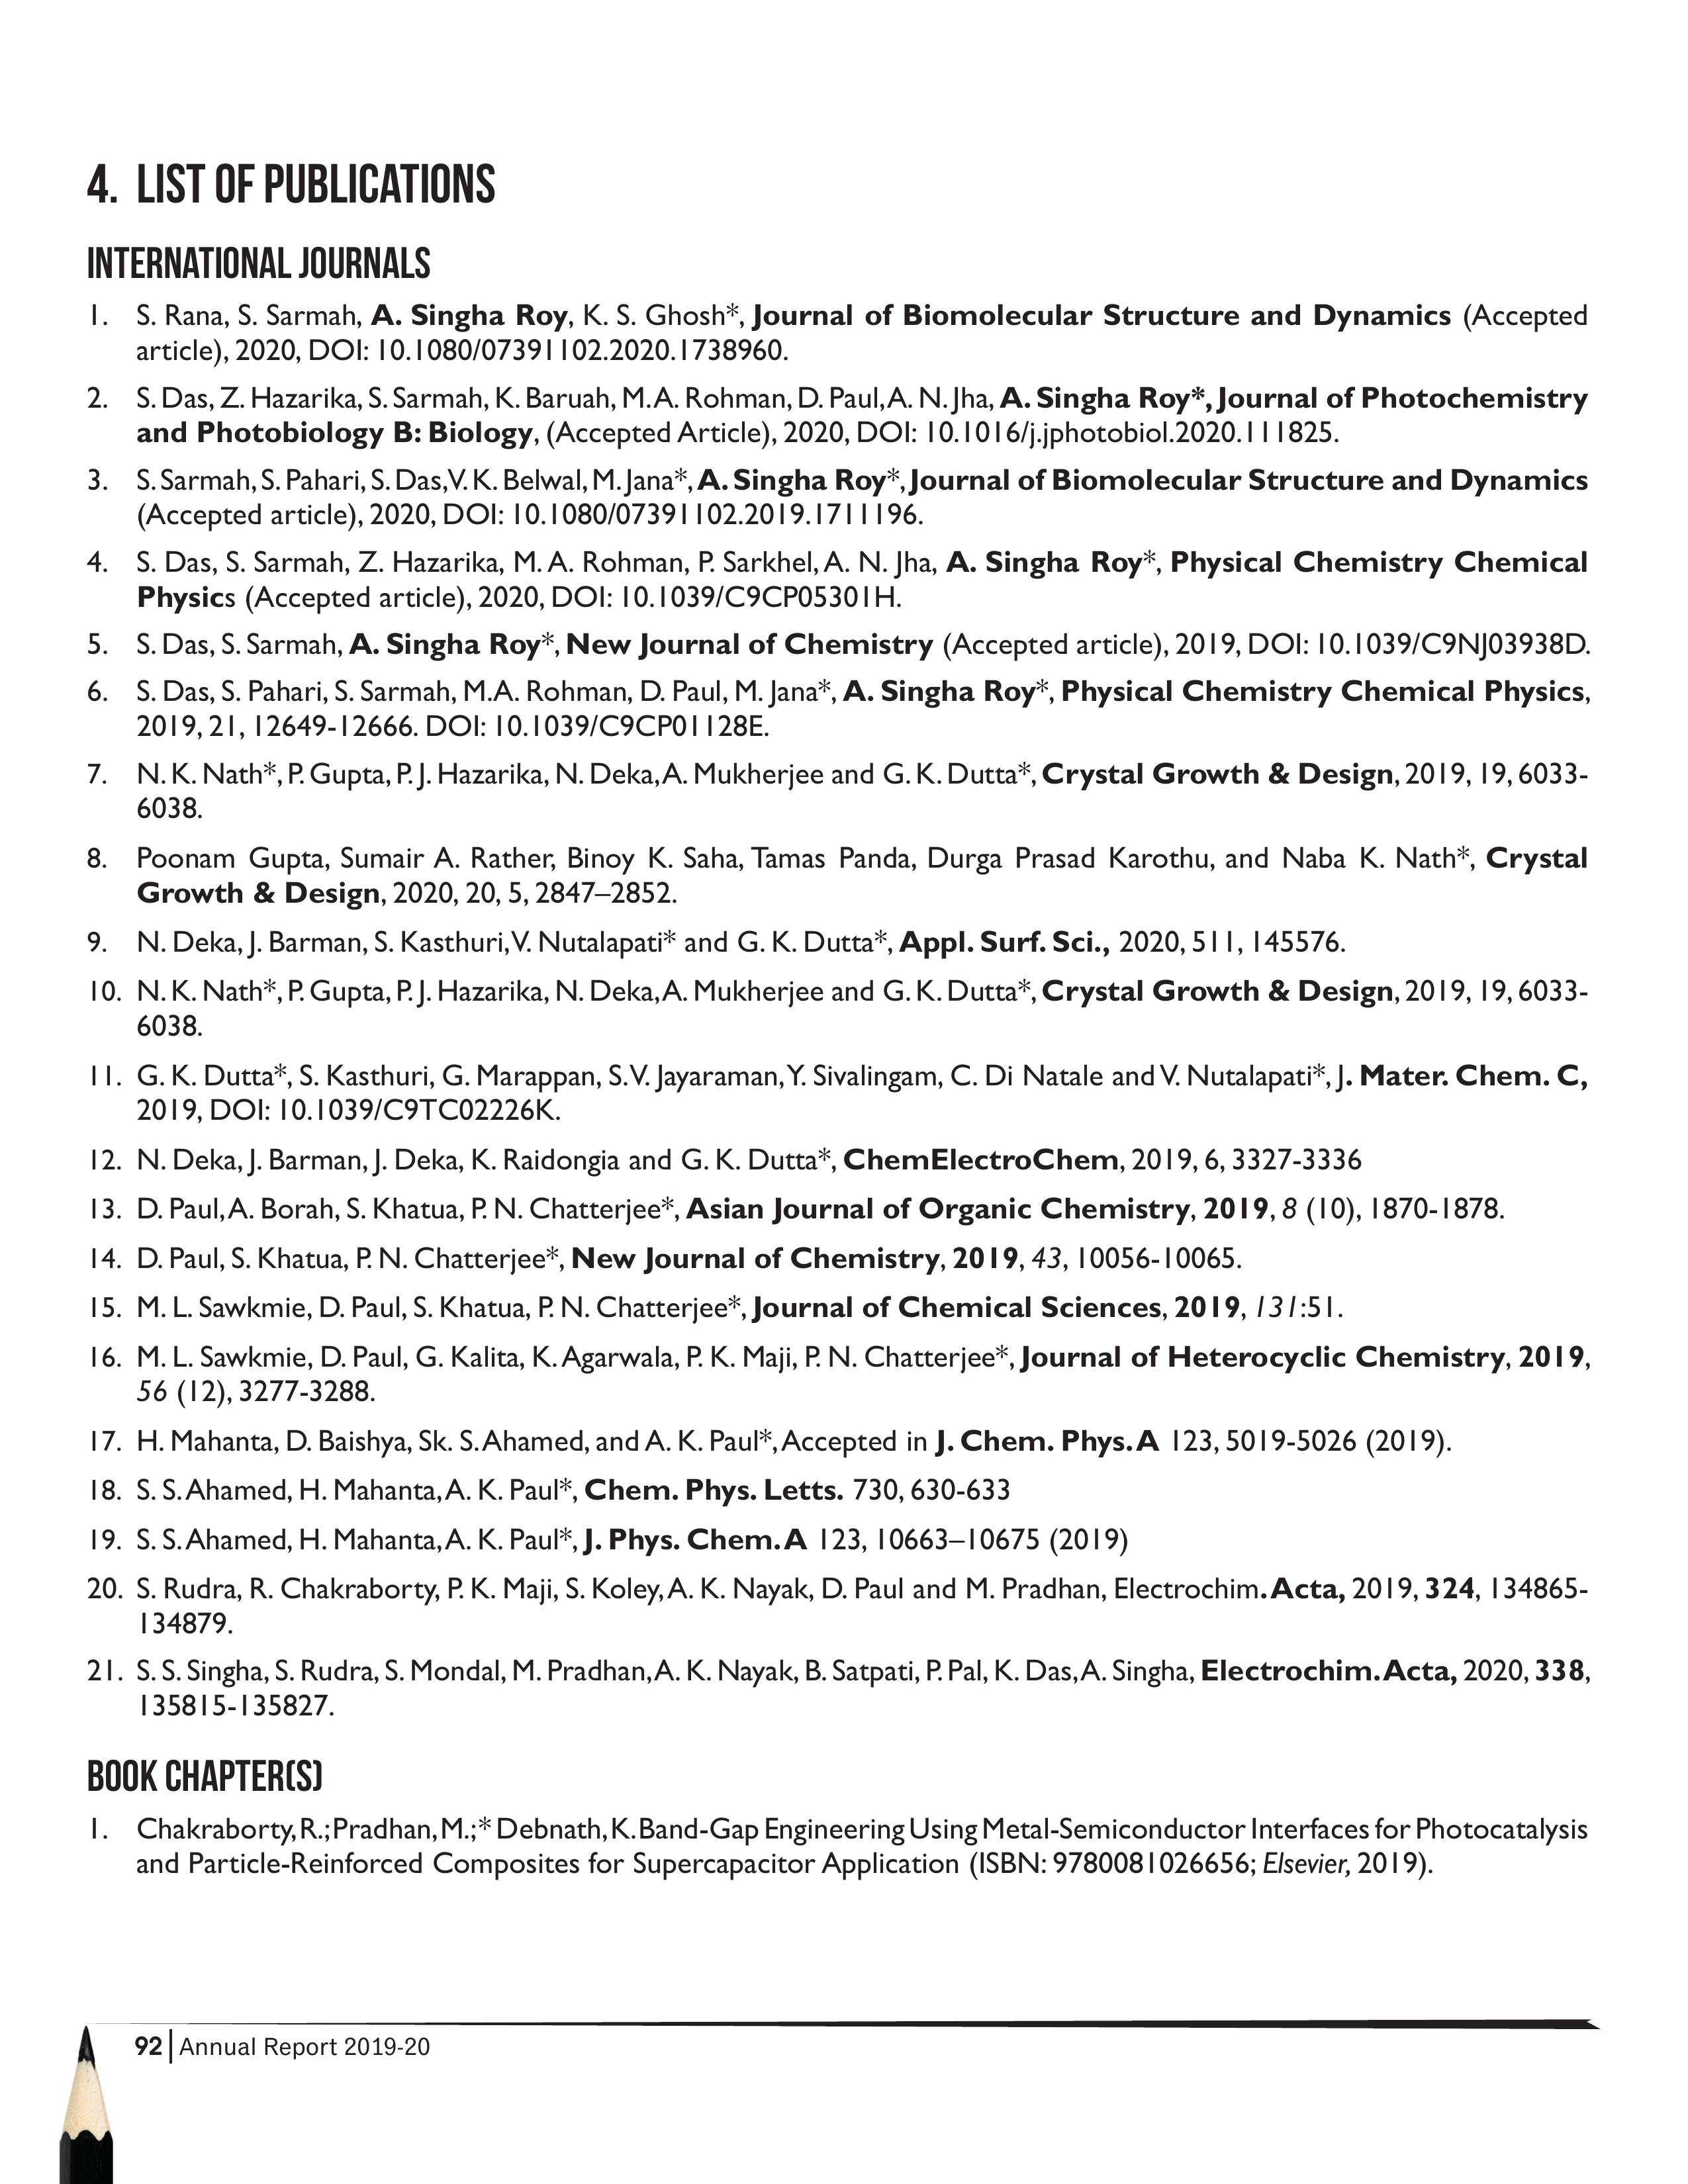 4. LIST OF PUBLICATIONS
INTERNATIONAL JOURNALS
1. S. Rana, S. Sarmah, A. Singha Roy, K. S. Ghosh*, Journal of Biomolecular Structure and Dynamics (Accepted
article), 2020, DOI: 10.1080/07391102.2020.1738960.
2. S. Das, Z. Hazarika, S. Sarmah, K. Baruah, M.A. Rohman, D. Paul, A. N. Jha, A. Singha Roy*, Journal of Photochemistry
and Photobiology B: Biology, (Accepted Article), 2020, DOI: 10.1016/j.jphotobiol.2020.111825.
3. S. Sarmah, S. Pahari, S. Das, V. K. Belwal, M. Jana*, A. Singha Roy*, Journal of Biomolecular Structure and Dynamics
(Accepted article), 2020, DOI: 10.1080/07391102.2019.1711196.
4. S. Das, S. Sarmah, Z. Hazarika, M. A. Rohman, P. Sarkhel, A. N. Jha, A. Singha Roy*, Physical Chemistry Chemical
Physics (Accepted article), 2020, DOI: 10.1039/C9CP05301H.
5. S. Das, S. Sarmah, A. Singha Roy*, New Journal of Chemistry (Accepted article), 2019, DOI: 10.1039/C9NJ03938D.
6. S. Das, S. Pahari, S. Sarmah, M.A. Rohman, D. Paul, M. Jana*, A. Singha Roy*, Physical Chemistry Chemical Physics,
2019, 21, 12649-12666. DOI: 10.1039/C9CP01128E.
7. N. K. Nath*, P. Gupta, P. J. Hazarika, N. Deka, A. Mukherjee and G. K. Dutta*, Crystal Growth & Design, 2019, 19, 6033-
6038.
8. Poonam Gupta, Sumair A. Rather, Binoy K. Saha, Tamas Panda, Durga Prasad Karothu, and Naba K. Nath*, Crystal
Growth & Design, 2020, 20, 5, 2847–2852.
9. N. Deka, J. Barman, S. Kasthuri, V. Nutalapati* and G. K. Dutta*, Appl. Surf. Sci., 2020, 511, 145576.
10. N. K. Nath*, P. Gupta, P. J. Hazarika, N. Deka, A. Mukherjee and G. K. Dutta*, Crystal Growth & Design, 2019, 19, 6033-
6038.
11. G. K. Dutta*, S. Kasthuri, G. Marappan, S.V. Jayaraman, Y. Sivalingam, C. Di Natale and V. Nutalapati*, J. Mater. Chem. C,
2019, DOI: 10.1039/C9TC02226K.
12. N. Deka, J. Barman, J. Deka, K. Raidongia and G. K. Dutta*, ChemElectroChem, 2019, 6, 3327-3336
13. D. Paul, A. Borah, S. Khatua, P. N. Chatterjee*, Asian Journal of Organic Chemistry, 2019, 8 (10), 1870-1878.
14. D. Paul, S. Khatua, P. N. Chatterjee*, New Journal of Chemistry, 2019, 43, 10056-10065.
15. M. L. Sawkmie, D. Paul, S. Khatua, P. N. Chatterjee*, Journal of Chemical Sciences, 2019, 131:51.
16. M. L. Sawkmie, D. Paul, G. Kalita, K. Agarwala, P. K. Maji, P. N. Chatterjee*, Journal of Heterocyclic Chemistry, 2019,
56 (12), 3277-3288.
17. H. Mahanta, D. Baishya, Sk. S. Ahamed, and A. K. Paul*, Accepted in J. Chem. Phys. A 123, 5019-5026 (2019).
18. S. S. Ahamed, H. Mahanta, A. K. Paul*, Chem. Phys. Letts. 730, 630-633
19. S. S. Ahamed, H. Mahanta, A. K. Paul*, J. Phys. Chem. A 123, 10663–10675 (2019)
20. S. Rudra, R. Chakraborty, P. K. Maji, S. Koley, A. K. Nayak, D. Paul and M. Pradhan, Electrochim. Acta, 2019, 324, 134865-
134879.
21. S. S. Singha, S. Rudra, S. Mondal, M. Pradhan, A. K. Nayak, B. Satpati, P. Pal, K. Das, A. Singha, Electrochim. Acta, 2020, 338,
135815-135827.
BOOK CHAPTER(S)
1. Chakraborty, R.; Pradhan, M.;* Debnath, K. Band-Gap Engineering Using Metal-Semiconductor Interfaces for Photocatalysis
and Particle-Reinforced Composites for Supercapacitor Application (ISBN: 9780081026656; Elsevier, 2019).
92 Annual Report 2019-20